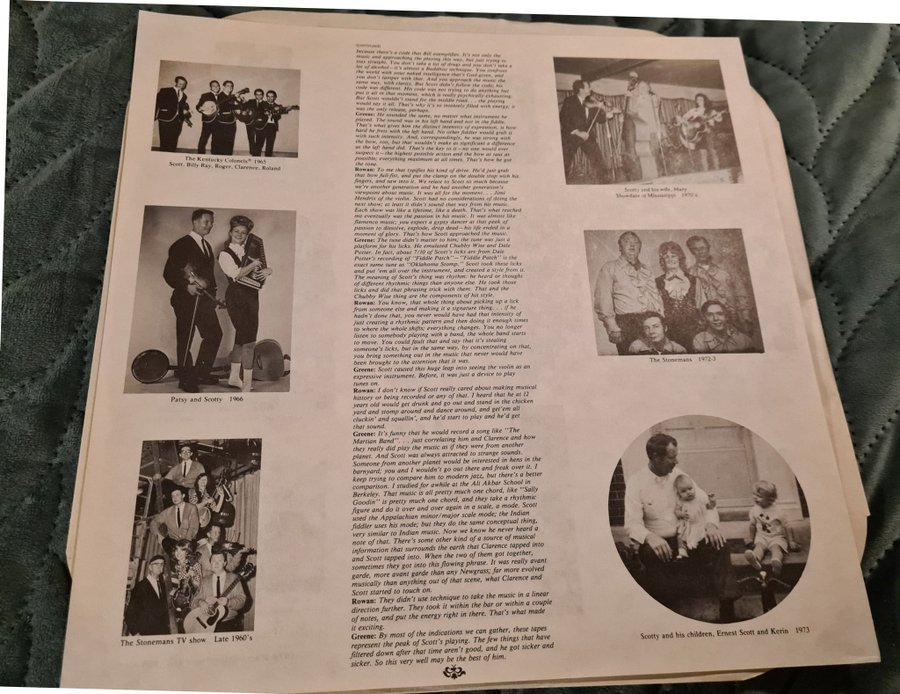 (continued)
because there's a code that Bill exemplifies. It's not only the
music and approaching the playing this way, but just trying to
stay straight. You don't take a lot of drugs and you don't take a
lot of alcohol—it's almost a Buddhist technique. You confront
the world with your naked intelligence that's God-given, and
you don't tamper with that. And you approach the music the
same way, with clarity. But Scott didn't follow the code; his
code was different. His code was not trying to do anything but
put it all in that moment, which is really psychically exhausting.
But Scott wouldn't stand for the middle road . . . the playing
would say it all. That's why it's so intensely filled with energy; it
was the only release, perhaps.
Greene: He sounded the same, no matter what instrument he
played. The sound was in his left hand and not in the fiddle.
That's what gives him the distinct intensity of expression, is how
hard he frets with the left hand. No other fiddler would grab it
with such intensity. And, correspondingly, he was strong with
the bow, too, but that wouldn't make as significant a difference
as the left hand did. That's the key to it—no one would ever
suspect it—the highest possible action and the bow as taut as
possible; everything maximum at all times. That's how he got
the tone.
Rowan: To me that typifies his kind of drive. He'd just grab
that bow full-fist, and put the clamp on the double stop with his
fingers, and saw into it. We relate to Scott so much because
we're another generation and he had another generation's
viewpoint about music. It was all for the moment . . . Jimi
Hendrix of the violin. Scott had no considerations of doing the
next show; at least it didn't sound that way from his music.
Each show was like a lifetime, like a death. That's what reached
me eventually was the passion in his music. It was almost like
flamenco music; you expect a gypsy dancer at that peak of
passion to dissolve, explode, drop dead—his life ended in a
moment of glory. That's how Scott approached the music.
Greene: The tune didn't matter to him; the tune was just a
platform for his licks. He emulated Chubby Wise and Dale
Potter. In fact, about 7/10 of Scott's licks are from Dale
Potter's recording of "Fiddle Patch"—"Fiddle Patch" is the
exact same tune as "Oklahoma Stomp." Scott took these licks
and put 'em all over the instrument, and created a style from it.
The meaning of Scott's thing was rhythm: he heard or thought
of different rhythmic things than anyone else. He took those
licks and did that phrasing trick with them. That and the
Chubby Wise thing are the components of his style.
Rowan: You know, that whole thing about picking up a lick
from someone else and making it a signature thing. . . . if he
hadn't done that, you never would have had that intensity of
just creating a rhythmic pattern and then doing it enough times
to where the whole shifts; everything changes. You no longer
listen to somebody playing with a band, the whole band starts
to move. You could fault that and say that it's stealing
someone's licks, but in the same way, by concentrating on that,
you bring something out in the music that never would have
been brought to the attention that it was.
Greene: Scott caused this huge leap into seeing the violin as an
expressive instrument. Before, it was just a device to play
tunes on.
Rowan: I don't know if Scott really cared about making musical
history or being recorded or any of that. I heard that he at 12
years old would get drunk and go out and stand in the chicken
yard and stomp around and dance around, and get'em all
cluckin' and squallin', and he'd start to play and he'd get
that sound.
Greene: It's funny that he would record a song like "The
Martian Band". . . just correlating him and Clarence and how
they really did play the music as if they were from another
planet. And Scott was always attracted to strange sounds.
Someone from another planet would be interested in hens in the
barnyard; you and I wouldn't go out there and freak over it. I
keep trying to compare him to modern jazz, but there's a better
comparison. I studied for awhile at the Ali Akbar School in
Berkeley. That music is all pretty much one chord, like "Sally
Goodin" is pretty much one chord, and they take a rhythmic
figure and do it over and over again in a scale, a mode. Scott
used the Appalachian minor/major scale mode; the Indian
fiddler uses his mode; but they do the same conceptual thing,
very similar to Indian music. Now we know he never heard a
note of that. There's some other kind of a source of musical
information that surrounds the earth that Clarence tapped into
and Scott tapped into. When the two of them got together,
sometimes they got into this flowing phrase. It was really avant
garde, more avant garde than any Newgrass; far more evolved
musically than anything out of that scene, what Clarence and
Scott started to touch on.
Rowan: They didn't use technique to take the music in a linear
direction further. They took it within the bar or within a couple
of notes, and put the energy right in there. That's what made
it exciting.
Greene: By most of the indications we can gather, these tapes
represent the peak of Scott's playing. The few things that have
filtered down after that time aren't good, and he got sicker and
sicker. So this very well may be the best of him.
The Kentucky Colonels® 1965
Scott, Billy Ray, Roger, Clarence, Roland
Patsy and Scotty 1966
The Stonemans TV show Late 1960's
Scotty and his wife, Mary
Showdate in Mississippi 1970's
The Stonemans 1972-3
Scotty and his children, Ernest Scott and Kerin 1973